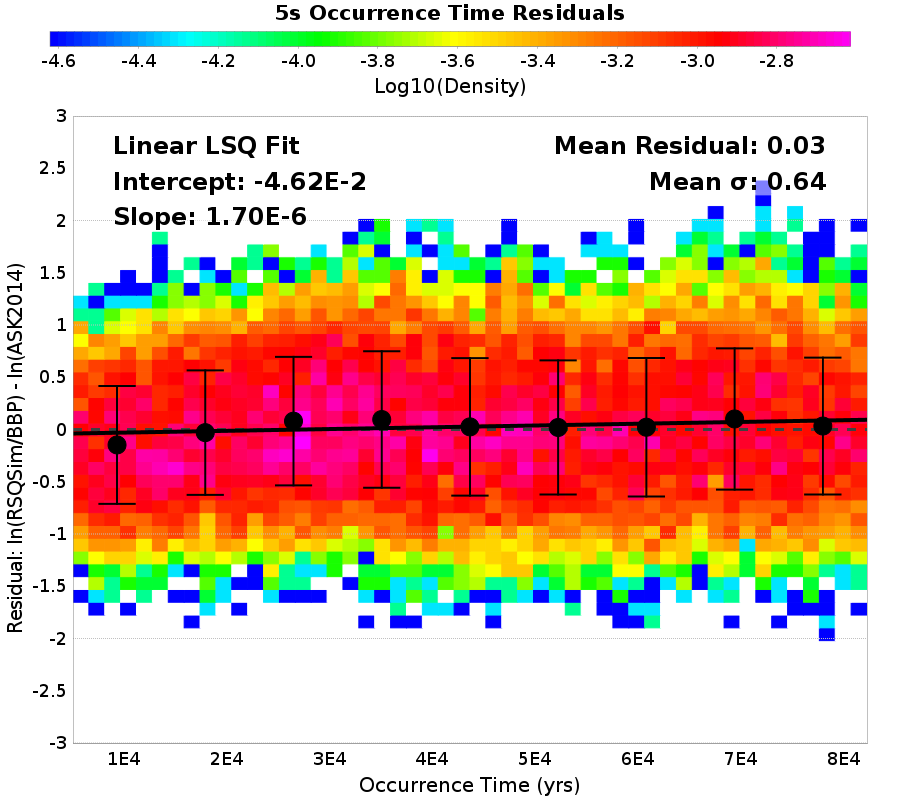 5s Occurrence Time Residuals
-4.6 -4.4 -4.2 -4.0 -3.8 -3.6 -3.4 -3.2 -3.0 -2.8
Log10(Density)
Linear LSQ Fit
Intercept: -4.62E-2
Slope: 1.70E-6
Mean Residual: 0.03
Mean σ: 0.64
3
2.5
2
1.5
1
0.5
0
-0.5
-1
-1.5
-2
-2.5
-3
Residual: ln(RSQSim/BBP) - ln(ASK2014)
1E4 2E4 3E4 4E4 5E4 6E4 7E4 8E4
Occurrence Time (yrs)